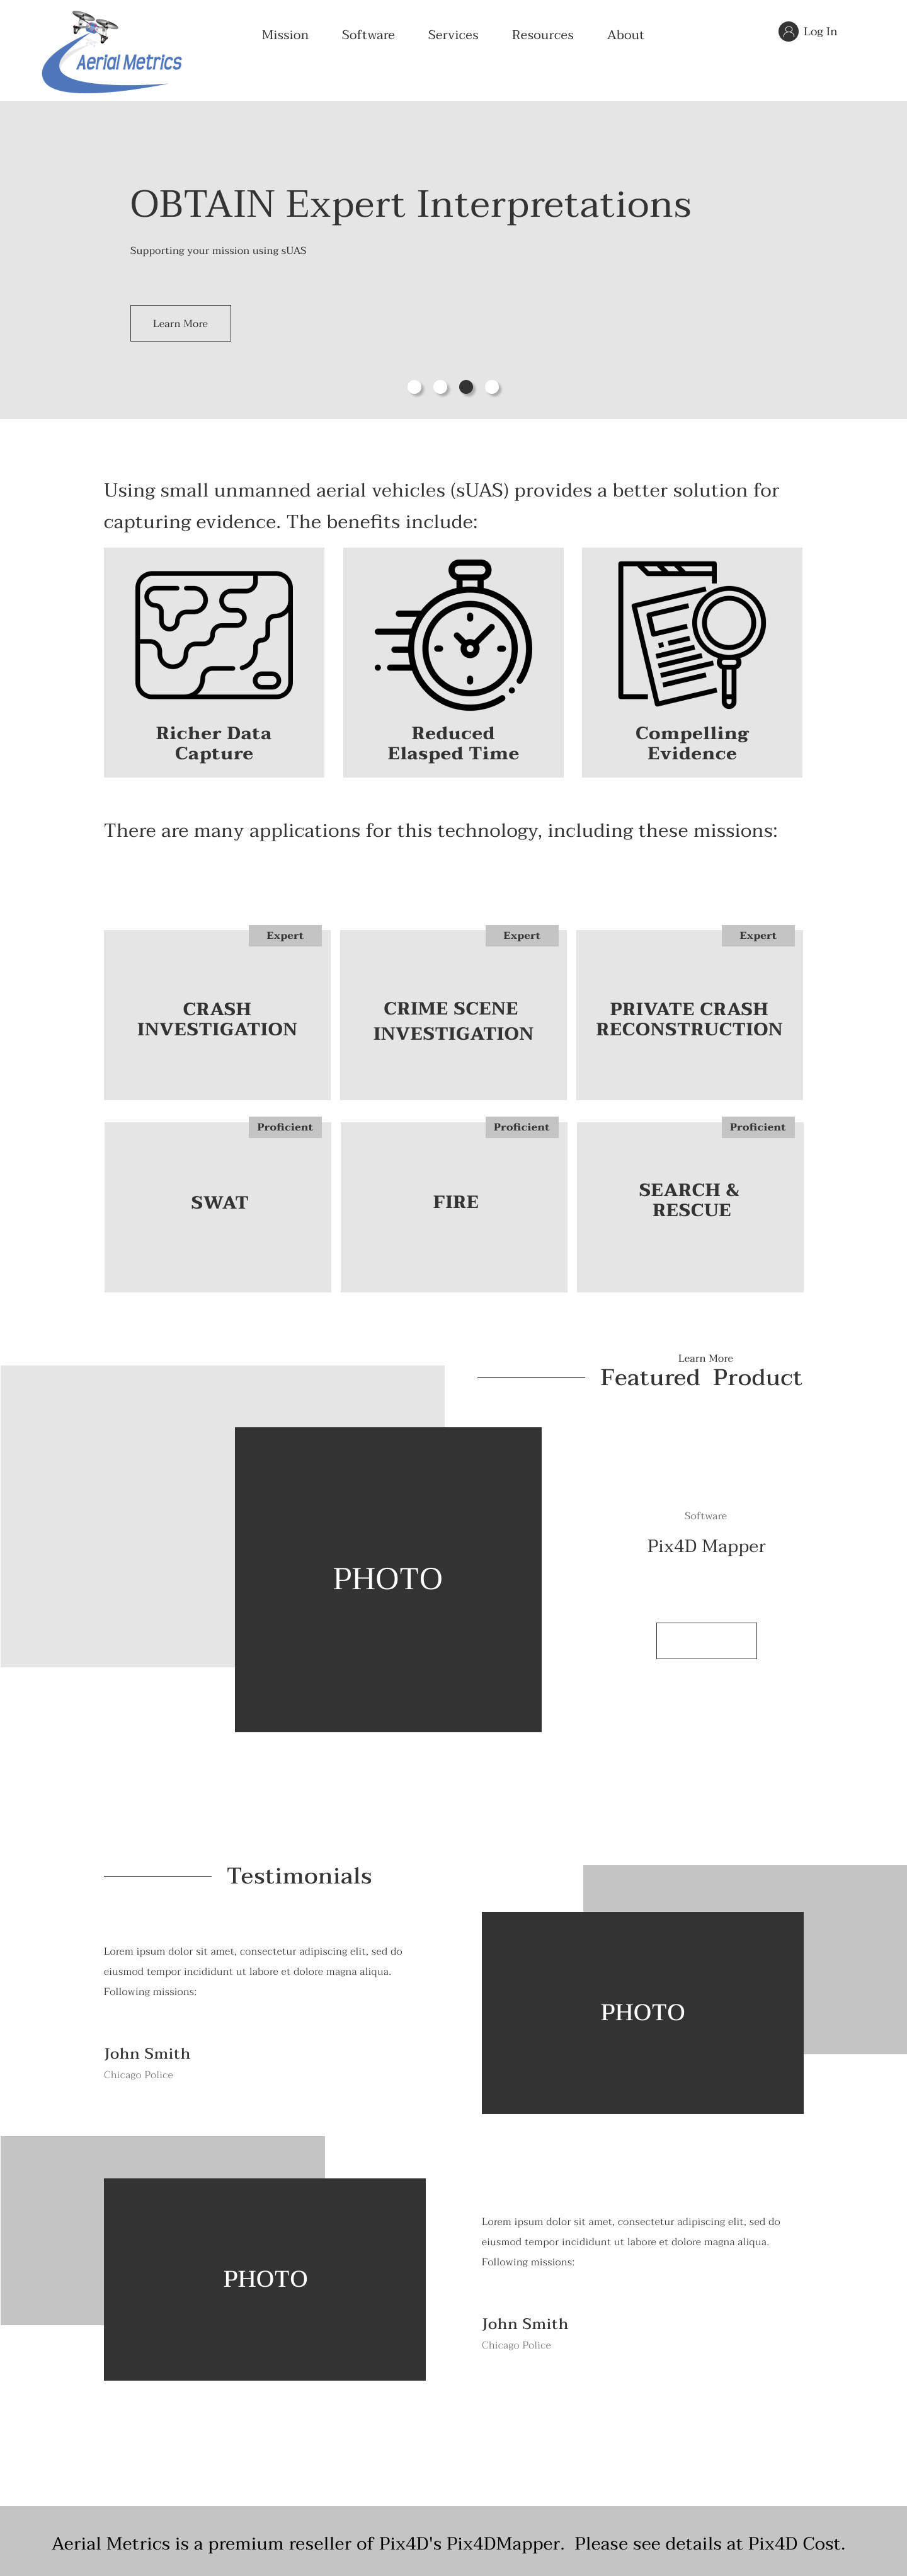 Aerial Metrics
Mission Software Services Resources About
Log In
OBTAIN Expert Interpretations
Supporting your mission using sUAS
Learn More
Using small unmanned aerial vehicles (sUAS) provides a better solution for
capturing evidence. The benefits include:
Richer Data
Capture
Reduced
Elasped Time
Compelling
Evidence
There are many applications for this technology, including these missions:
Expert
CRASH
INVESTIGATION
Expert
CRIME SCENE
INVESTIGATION
Expert
PRIVATE CRASH
RECONSTRUCTION
Proficient
SWAT
Proficient
FIRE
Proficient
SEARCH &
RESCUE
Learn More
Featured Product
PHOTO
Software
Pix4D Mapper
Testimonials
Lorem ipsum dolor sit amet, consectetur adipiscing elit, sed do
eiusmod tempor incididunt ut labore et dolore magna aliqua.
Following missions:
John Smith
Chicago Police
PHOTO
PHOTO
Lorem ipsum dolor sit amet, consectetur adipiscing elit, sed do
eiusmod tempor incididunt ut labore et dolore magna aliqua.
Following missions:
John Smith
Chicago Police
Aerial Metrics is a premium reseller of Pix4D's Pix4DMapper. Please see details at Pix4D Cost.